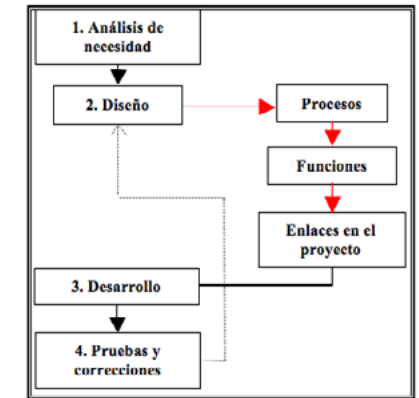 1. Análisis de
necesidad
2. Diseño
Procesos
Funciones
Enlaces en el
proyecto
3. Desarrollo
4. Pruebas y
correcciones